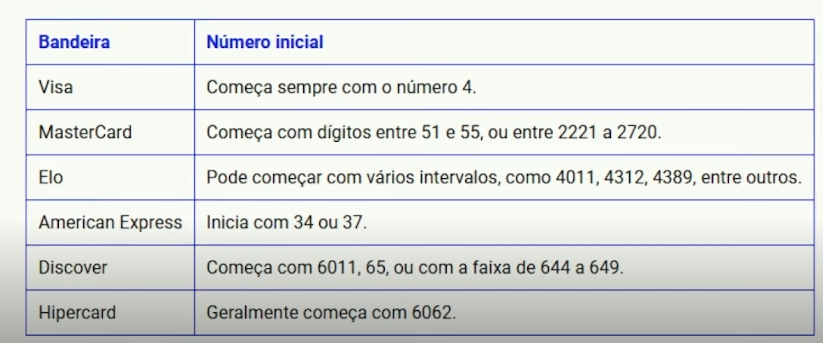 Bandeira Número inicial
Visa Começa sempre com o número 4.
MasterCard Começa com dígitos entre 51 e 55, ou entre 2221 a 2720.
Elo Pode começar com vários intervalos, como 4011, 4312, 4389, entre outros.
American Express Inicia com 34 ou 37.
Discover Começa com 6011, 65, ou com a faixa de 644 a 649.
Hipercard Geralmente começa com 6062.